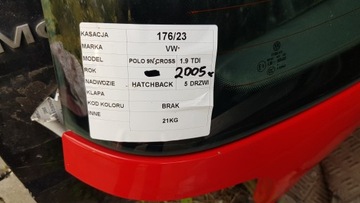 KASACJA 176/23
MARKA VW-
MODEL POLO 9N/CROSS 1.9 TDI
ROK 2005r
NADWOZIE HATCHBACK 5 DRZWI
KLAPA
KOD KOLORU BRAK
INNE 21KG